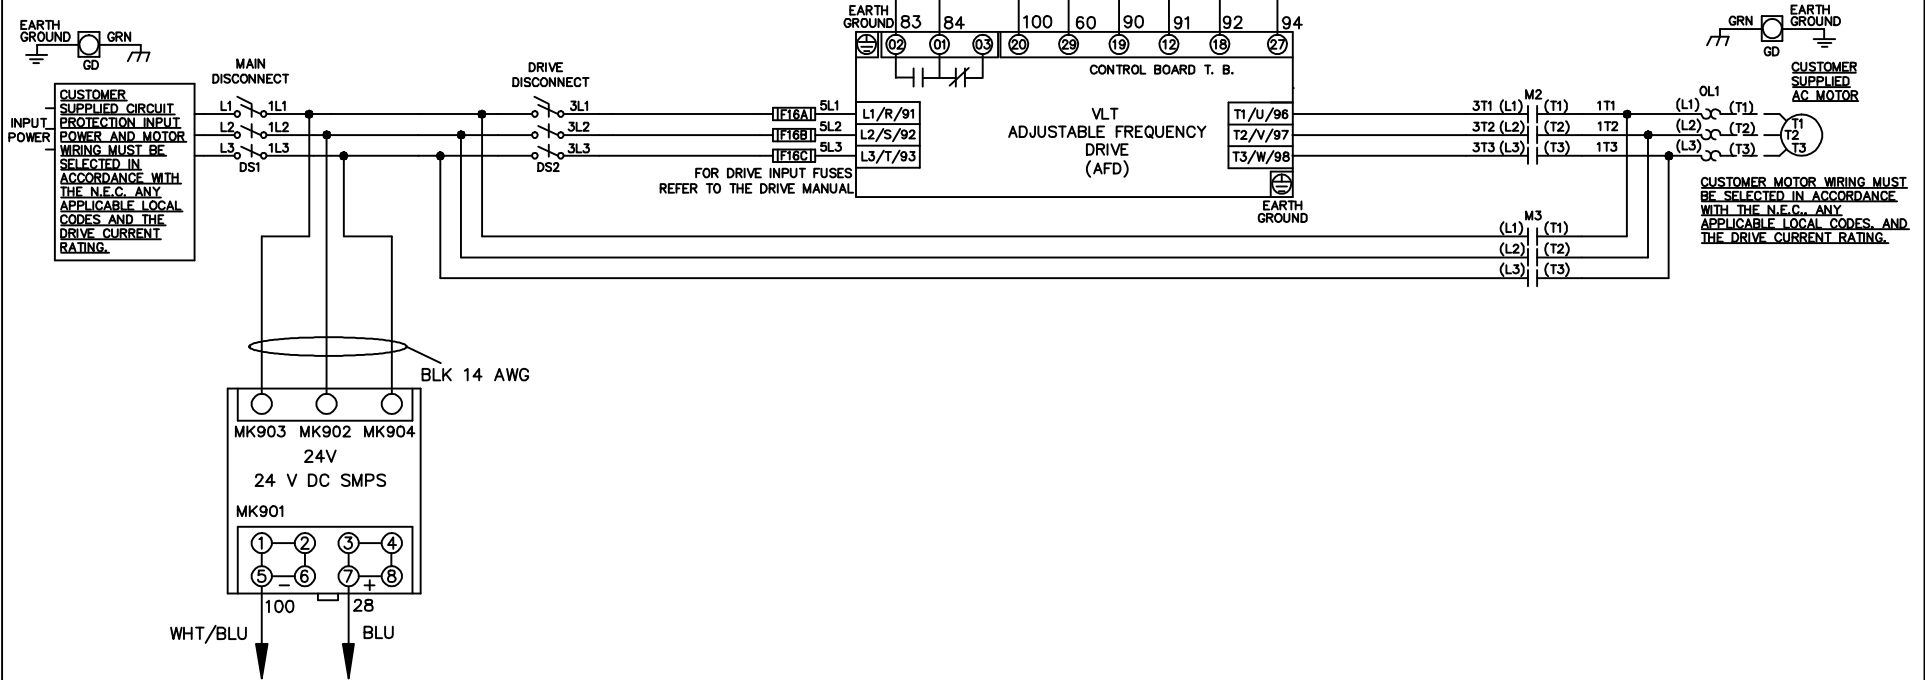 EARTH
GROUND
GRN
GD
INPUT
POWER
CUSTOMER
SUPPLIED CIRCUIT
PROTECTION INPUT
POWER AND MOTOR
WIRING MUST BE
SELECTED IN
ACCORDANCE WITH
THE N.E.C. ANY
APPLICABLE LOCAL
CODES AND THE
DRIVE CURRENT
RATING.
MAIN
DISCONNECT
L1 1L1
L2 1L2
L3 1L3
DS1
DRIVE
DISCONNECT
3L1
3L2
3L3
DS2
F16A 5L1
F16B 5L2
F16C 5L3
FOR DRIVE INPUT FUSES
REFER TO THE DRIVE MANUAL
EARTH
GROUND
83 84 100 60 90 91 92 94
02 01 03 20 29 19 12 18 27
CONTROL BOARD T. B.
L1/R/91
L2/S/92
L3/T/93
VLT
ADJUSTABLE FREQUENCY
DRIVE
(AFD)
T1/U/96
T2/V/97
T3/W/98
EARTH
GROUND
M2
3T1 (L1) (T1) 1T1
3T2 (L2) (T2) 1T2
3T3 (L3) (T3) 1T3
M3
(L1) (T1)
(L2) (T2)
(L3) (T3)
OL1
(L1) (T1)
(L2) (T2)
(L3) (T3)
T1
T2
T3
GRN
GD
EARTH
GROUND
CUSTOMER
SUPPLIED
AC MOTOR
CUSTOMER MOTOR WIRING MUST
BE SELECTED IN ACCORDANCE
WITH THE N.E.C., ANY
APPLICABLE LOCAL CODES, AND
THE DRIVE CURRENT RATING.
BLK 14 AWG
MK903 MK902 MK904
24V
24 V DC SMPS
MK901
1 2 3 4
5 - 6 7 + 8
100 28
WHT/BLU BLU